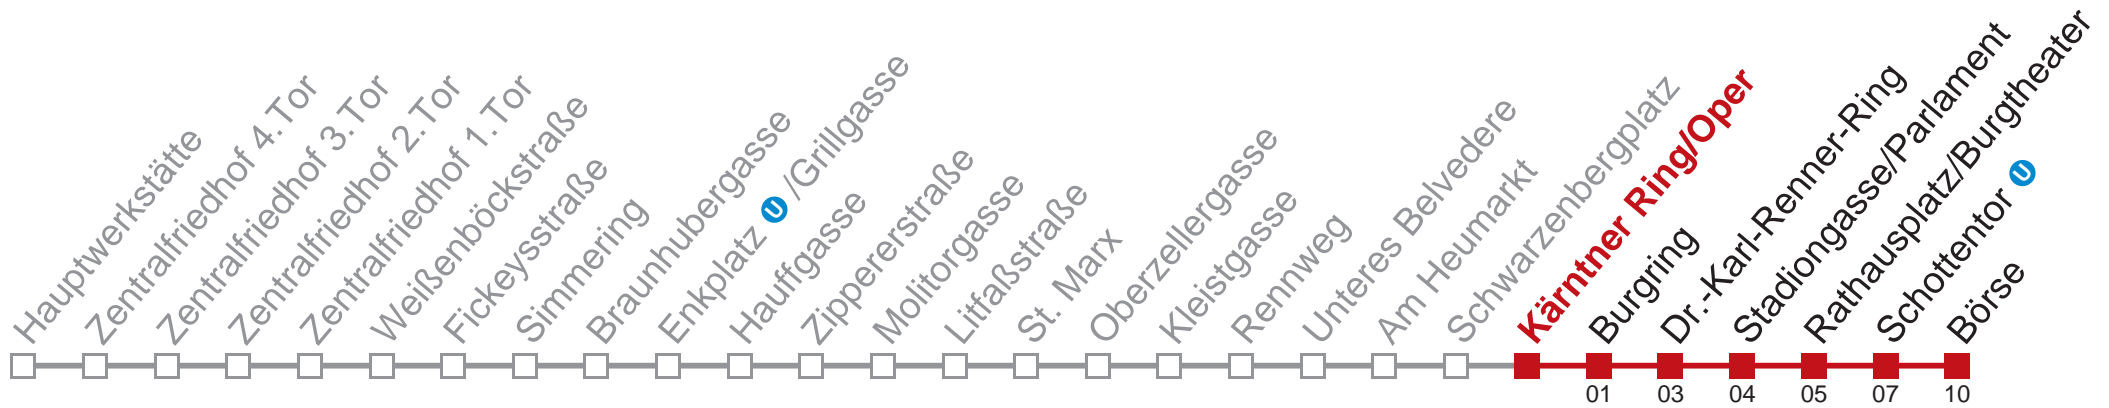 Hauptwerkstätte
Zentralfriedhof 4.Tor
Zentralfriedhof 3.Tor
Zentralfriedhof 2.Tor
Zentralfriedhof 1.Tor
Weißenböckstraße
Fickeysstraße
Simmering
Braunhubergasse
Enkplatz U /Grillgasse
Hauffgasse
Zippererstraße
Molitorgasse
Litfaßstraße
St. Marx
Oberzellergasse
Kleistgasse
Rennweg
Unteres Belvedere
Am Heumarkt
Schwarzenbergplatz
Kärntner Ring/Oper
Burgring
Dr.-Karl-Renner-Ring
Stadiongasse/Parlament
Rathausplatz/Burgtheater
Schottentor U
Börse
01 03 04 05 07 10